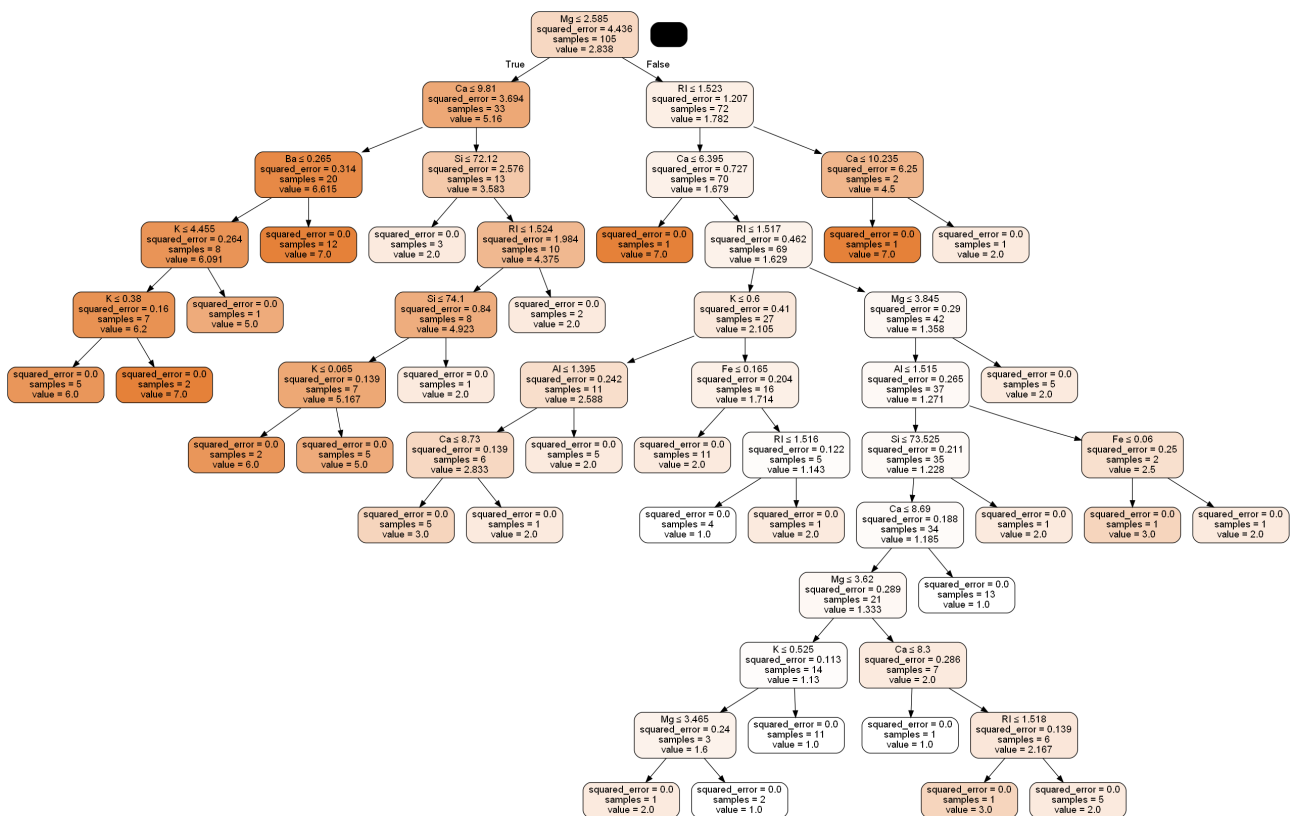 Mg ≤ 2.585
squared_error = 4.436
samples = 105
value = 2.838
True
False
Ca ≤ 9.81
squared_error = 3.694
samples = 33
value = 5.16
RI ≤ 1.523
squared_error = 1.207
samples = 72
value = 1.782
Ba ≤ 0.265
squared_error = 0.314
samples = 20
value = 6.615
Si ≤ 72.12
squared_error = 2.576
samples = 13
value = 3.583
Ca ≤ 6.395
squared_error = 0.727
samples = 70
value = 1.679
Ca ≤ 10.235
squared_error = 6.25
samples = 2
value = 4.5
K ≤ 4.455
squared_error = 0.264
samples = 8
value = 6.091
squared_error = 0.0
samples = 12
value = 7.0
squared_error = 0.0
samples = 3
value = 2.0
RI ≤ 1.524
squared_error = 1.984
samples = 10
value = 4.375
squared_error = 0.0
samples = 1
value = 7.0
RI ≤ 1.517
squared_error = 0.462
samples = 69
value = 1.629
squared_error = 0.0
samples = 1
value = 7.0
squared_error = 0.0
samples = 1
value = 2.0
K ≤ 0.38
squared_error = 0.16
samples = 7
value = 6.2
squared_error = 0.0
samples = 1
value = 5.0
Si ≤ 74.1
squared_error = 0.84
samples = 8
value = 4.923
squared_error = 0.0
samples = 2
value = 2.0
K ≤ 0.6
squared_error = 0.41
samples = 27
value = 2.105
Mg ≤ 3.845
squared_error = 0.29
samples = 42
value = 1.358
squared_error = 0.0
samples = 5
value = 6.0
squared_error = 0.0
samples = 2
value = 7.0
K ≤ 0.065
squared_error = 0.139
samples = 7
value = 5.167
squared_error = 0.0
samples = 1
value = 2.0
Al ≤ 1.395
squared_error = 0.242
samples = 11
value = 2.588
Fe ≤ 0.165
squared_error = 0.204
samples = 16
value = 1.714
Al ≤ 1.515
squared_error = 0.265
samples = 37
value = 1.271
squared_error = 0.0
samples = 5
value = 2.0
squared_error = 0.0
samples = 2
value = 6.0
squared_error = 0.0
samples = 5
value = 5.0
Ca ≤ 8.73
squared_error = 0.139
samples = 6
value = 2.833
squared_error = 0.0
samples = 5
value = 2.0
squared_error = 0.0
samples = 11
value = 2.0
RI ≤ 1.516
squared_error = 0.122
samples = 5
value = 1.143
Si ≤ 73.525
squared_error = 0.211
samples = 35
value = 1.228
Fe ≤ 0.06
squared_error = 0.25
samples = 2
value = 2.5
squared_error = 0.0
samples = 5
value = 3.0
squared_error = 0.0
samples = 1
value = 2.0
squared_error = 0.0
samples = 4
value = 1.0
squared_error = 0.0
samples = 1
value = 2.0
Ca ≤ 8.69
squared_error = 0.188
samples = 34
value = 1.185
squared_error = 0.0
samples = 1
value = 2.0
squared_error = 0.0
samples = 1
value = 3.0
squared_error = 0.0
samples = 1
value = 2.0
Mg ≤ 3.62
squared_error = 0.289
samples = 21
value = 1.333
squared_error = 0.0
samples = 13
value = 1.0
K ≤ 0.525
squared_error = 0.113
samples = 14
value = 1.13
Ca ≤ 8.3
squared_error = 0.286
samples = 7
value = 2.0
Mg ≤ 3.465
squared_error = 0.24
samples = 3
value = 1.6
squared_error = 0.0
samples = 11
value = 1.0
squared_error = 0.0
samples = 1
value = 1.0
RI ≤ 1.518
squared_error = 0.139
samples = 6
value = 2.167
squared_error = 0.0
samples = 1
value = 2.0
squared_error = 0.0
samples = 2
value = 1.0
squared_error = 0.0
samples = 1
value = 3.0
squared_error = 0.0
samples = 5
value = 2.0